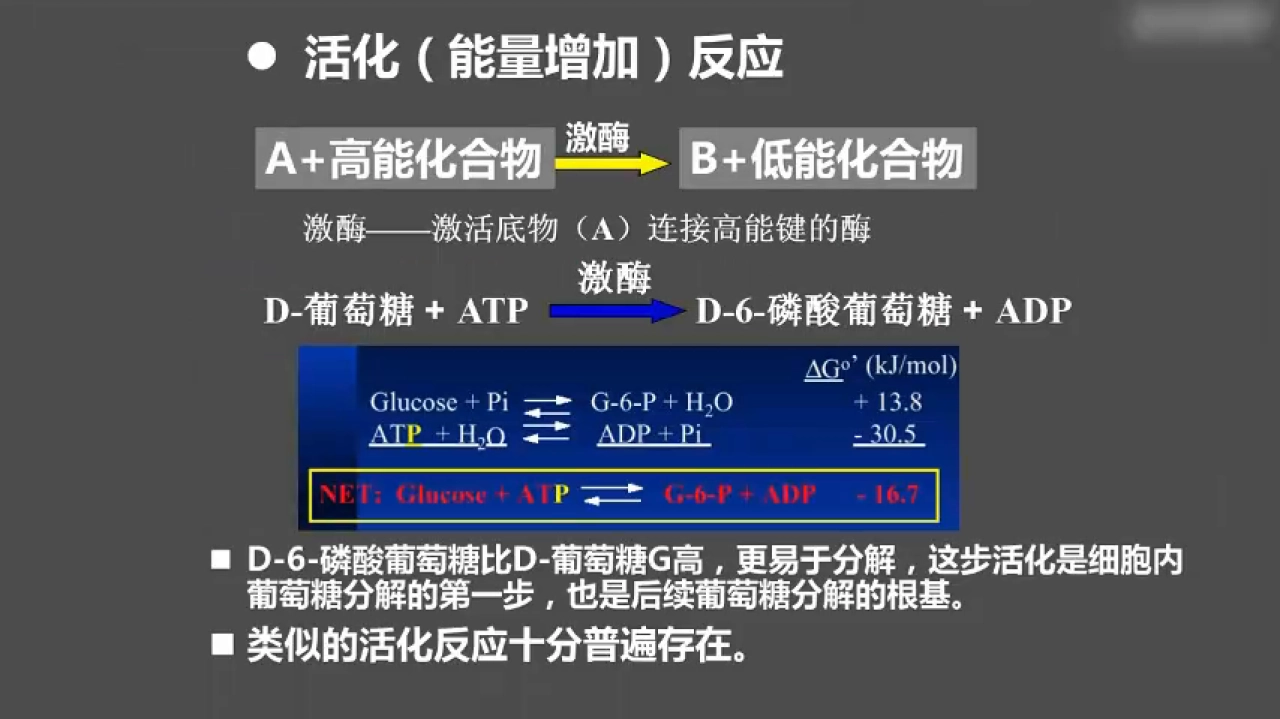 ● 活化（能量增加）反应
激酶
A+高能化合物 B+低能化合物
激酶——激活底物（A）连接高能键的酶
激酶
D-葡萄糖 + ATP D-6-磷酸葡萄糖 + ADP
ΔGo’ (kJ/mol)
Glucose + Pi G-6-P + H2O + 13.8
ATP + H2O ADP + Pi - 30.5
NET: Glucose + ATP G-6-P + ADP - 16.7
■ D-6-磷酸葡萄糖比D-葡萄糖G高，更易于分解，这步活化是细胞内
葡萄糖分解的第一步，也是后续葡萄糖分解的根基。
■ 类似的活化反应十分普遍存在。